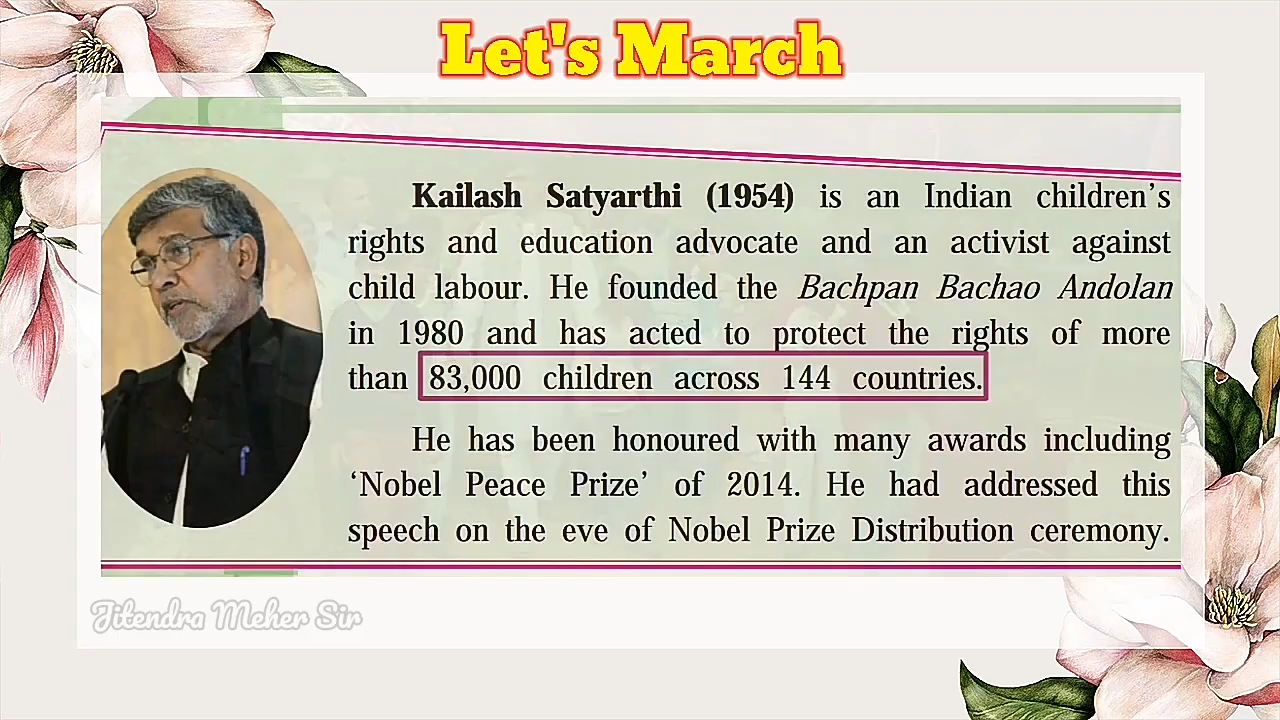 Let's March
Kailash Satyarthi (1954) is an Indian children’s
rights and education advocate and an activist against
child labour. He founded the Bachpan Bachao Andolan
in 1980 and has acted to protect the rights of more
than 83,000 children across 144 countries.
He has been honoured with many awards including
‘Nobel Peace Prize’ of 2014. He had addressed this
speech on the eve of Nobel Prize Distribution ceremony.
Jitendra Meher Sir